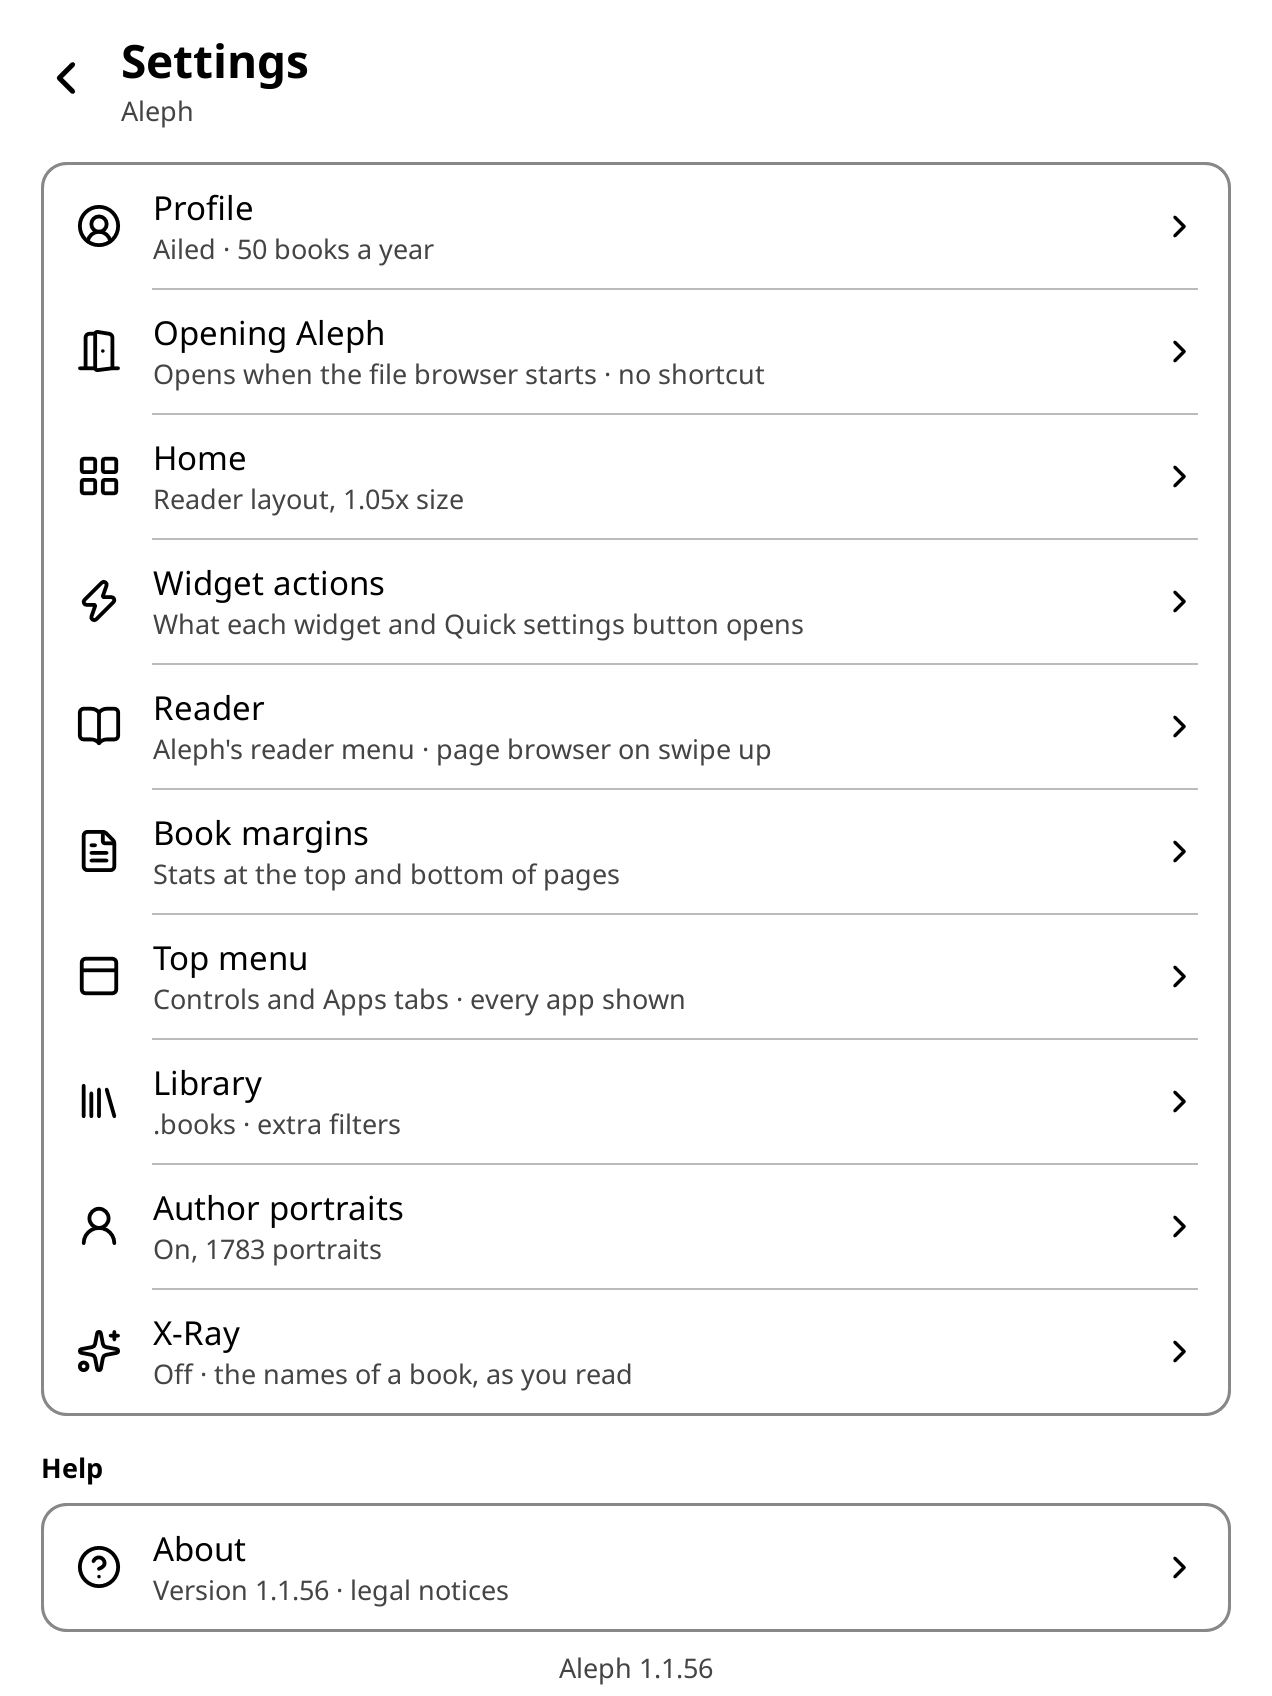 Settings
Aleph
Profile
Ailed · 50 books a year
Opening Aleph
Opens when the file browser starts · no shortcut
Home
Reader layout, 1.05x size
Widget actions
What each widget and Quick settings button opens
Reader
Aleph's reader menu · page browser on swipe up
Book margins
Stats at the top and bottom of pages
Top menu
Controls and Apps tabs · every app shown
Library
.books · extra filters
Author portraits
On, 1783 portraits
X-Ray
Off · the names of a book, as you read
Help
About
Version 1.1.56 · legal notices
Aleph 1.1.56